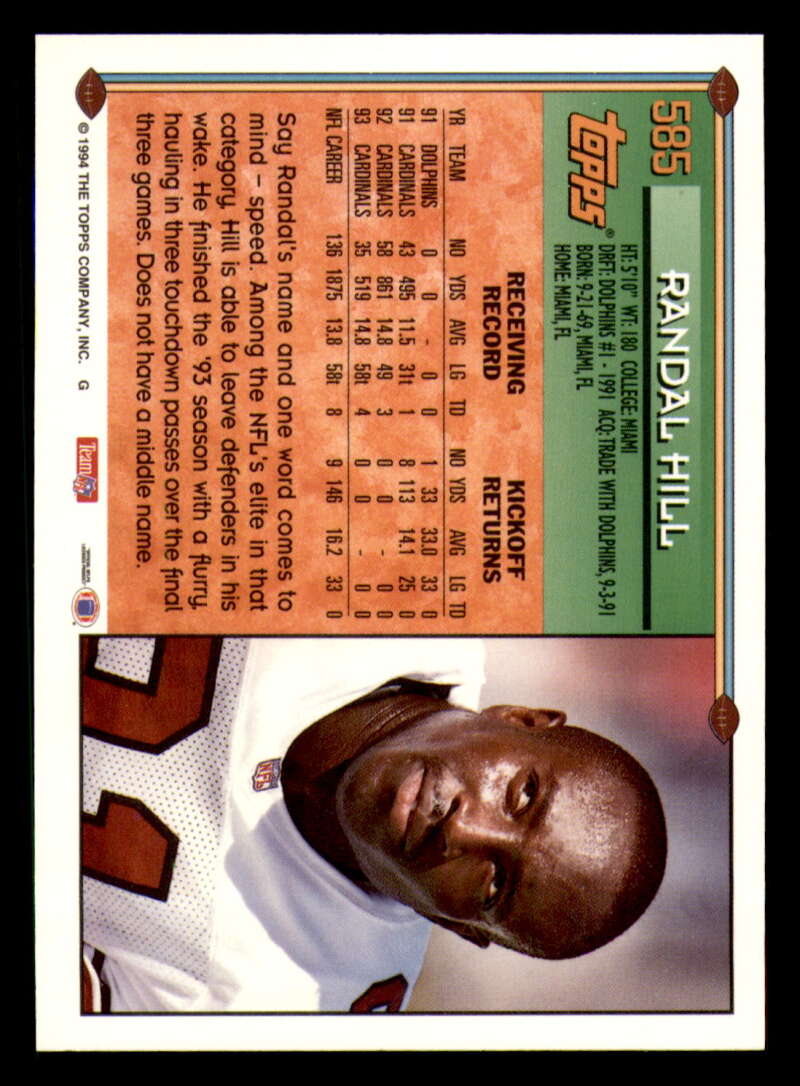 585
RANDAL HILL
TOPPS®
HT: 5'10" WT: 180 COLLEGE: MIAMI
DRFT: DOLPHINS #1 - 1991 ACQ: TRADE WITH DOLPHINS, 9-3-91
BORN: 9-21-69, MIAMI, FL
HOME: MIAMI, FL
RECEIVING RECORD KICKOFF RETURNS
YR TEAM NO YDS AVG LG TD NO YDS AVG LG TD
91 DOLPHINS 0 0 - 0 0 1 33 33.0 33 0
91 CARDINALS 43 495 11.5 31t 1 8 113 14.1 25 0
92 CARDINALS 58 861 14.8 49 3 0 0 - 0 0
93 CARDINALS 35 519 14.8 58t 4 0 0 - 0 0
NFL CAREER 136 1875 13.8 58t 8 9 146 16.2 33 0
Say Randal's name and one word comes to
mind – speed. Among the NFL's elite in that
category, Hill is able to leave defenders in his
wake. He finished the '93 season with a flurry,
hauling in three touchdown passes over the final
three games. Does not have a middle name.
© 1994 THE TOPPS COMPANY, INC. G
Team NFL
NFL